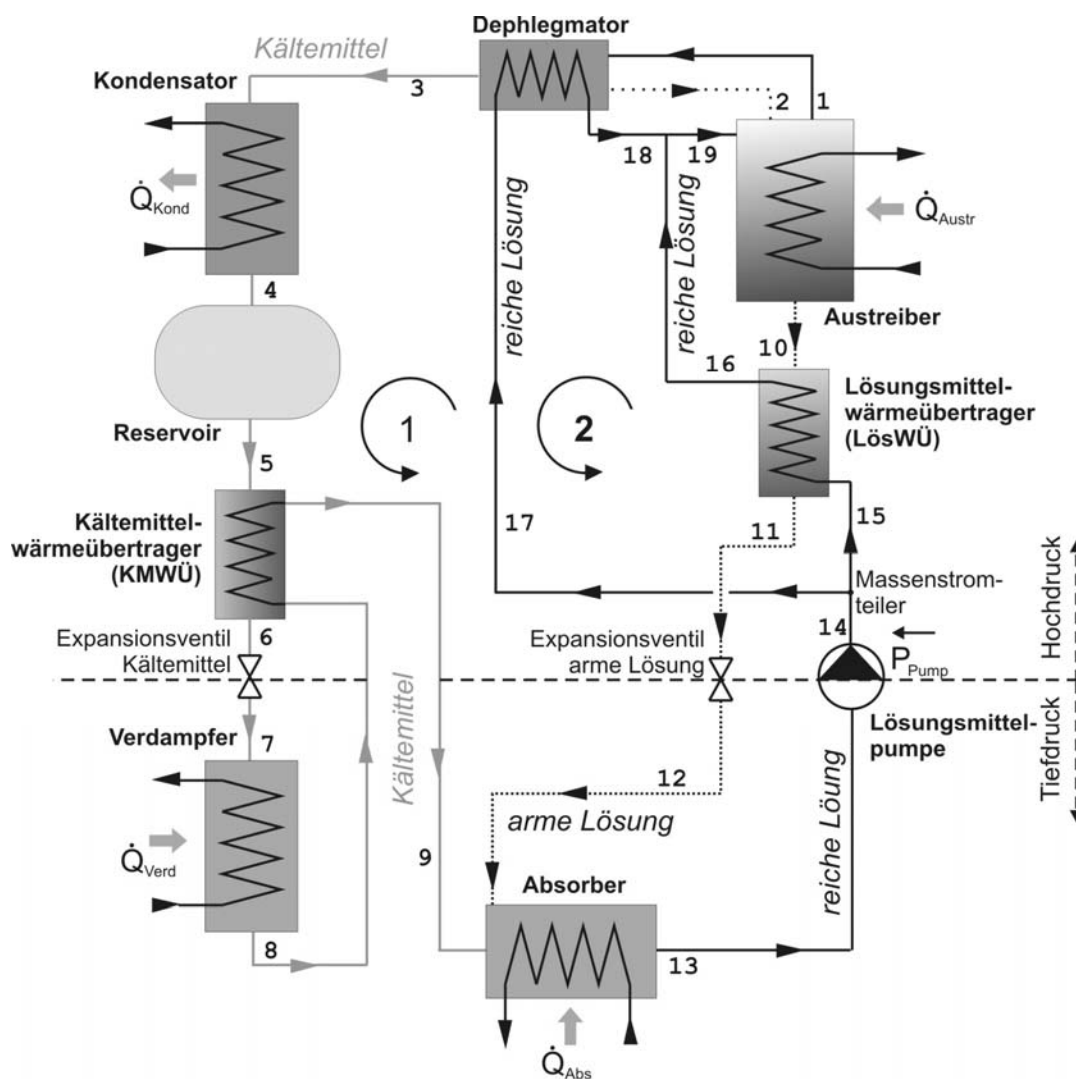 Dephlegmator
Kältemittel
3
Kondensator
2
1
18
19
Q̇Kond
reiche Lösung
reiche Lösung
Q̇Austr
4
Austreiber
10
16
Lösungsmittel-
wärmeübertrager
(LösWÜ)
1
2
Reservoir
5
Kältemittel-
wärmeübertrager
(KMWÜ)
17
11
15
Massenstrom-
teiler
6
14
Expansionsventil
Kältemittel
Expansionsventil
arme Lösung
PPump
Hochdruck
Tiefdruck
Verdampfer
7
Kältemittel
Lösungsmittel-
pumpe
12
arme Lösung
reiche Löung
Q̇Verd
9
Absorber
8
13
Q̇Abs